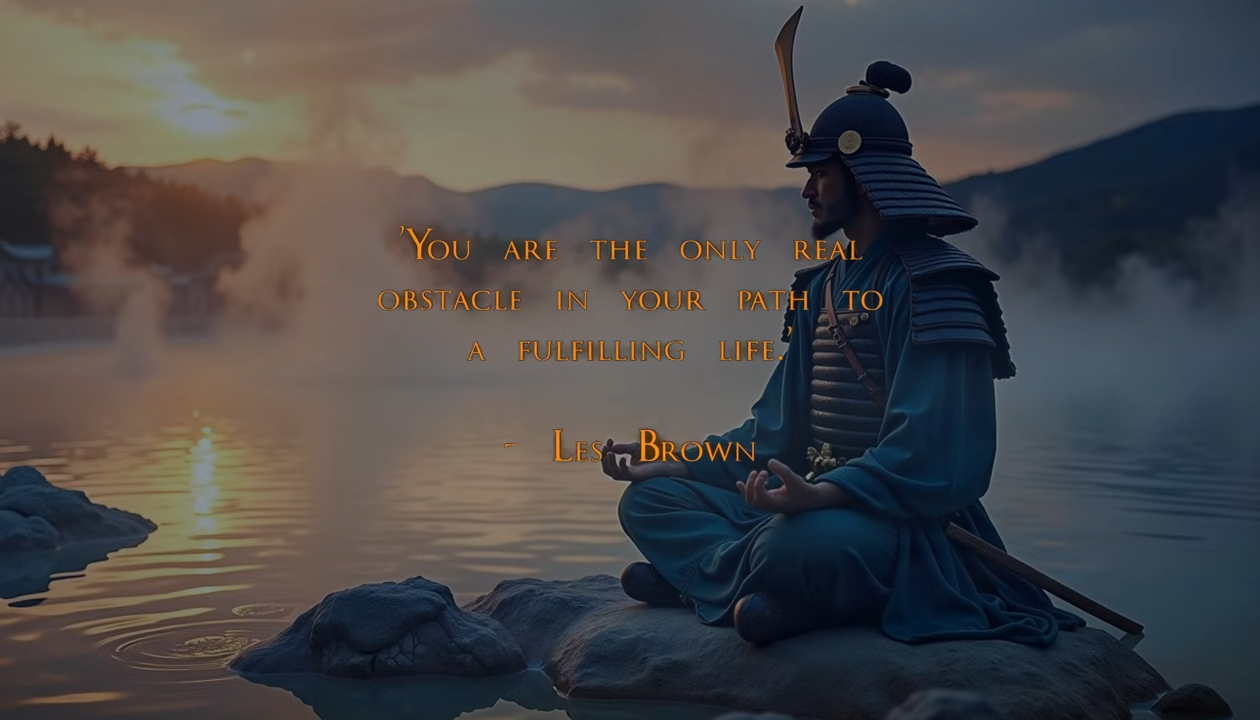 'You are the only real
obstacle in your path to
a fulfilling life.'
- Les Brown